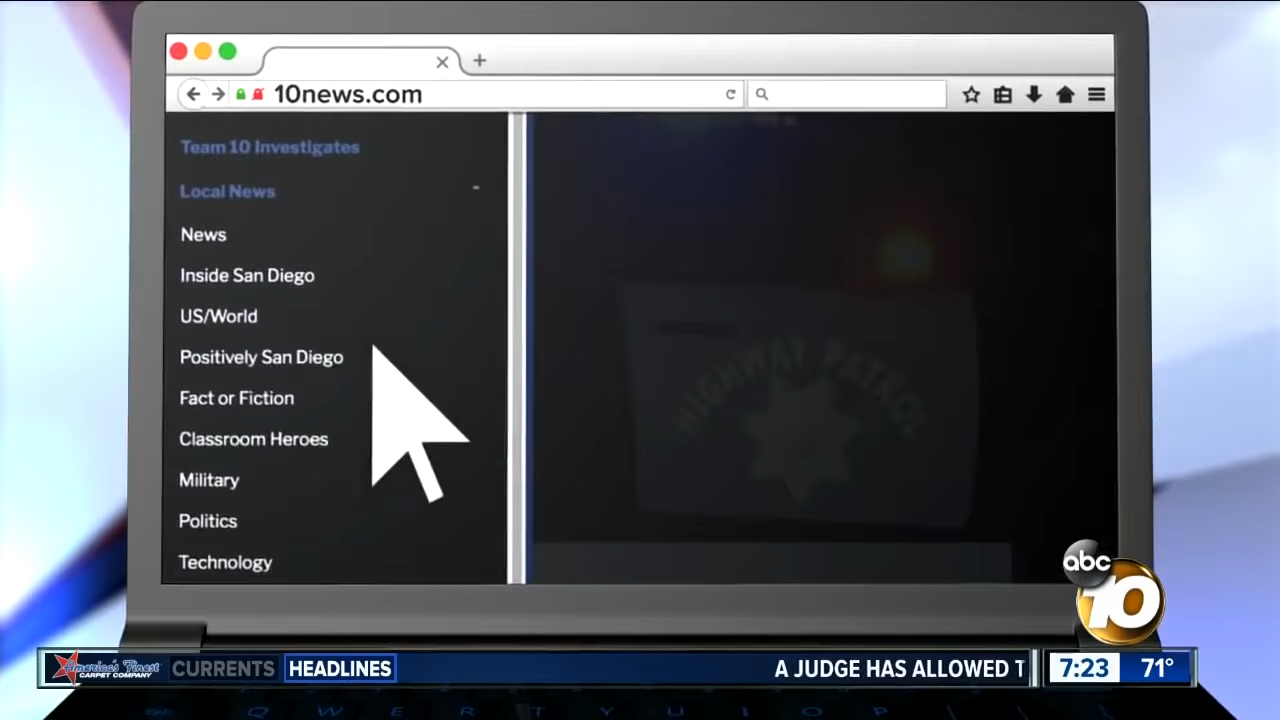 10news.com
Team 10 Investigates
Local News
News
Inside San Diego
US/World
Positively San Diego
Fact or Fiction
Classroom Heroes
Military
Politics
Technology
HIGHWAY PATROL
abc
10
America's Finest
CARPET COMPANY
CURRENTS
HEADLINES
A JUDGE HAS ALLOWED T
7:23
71°
Q W E R T Y U I O P